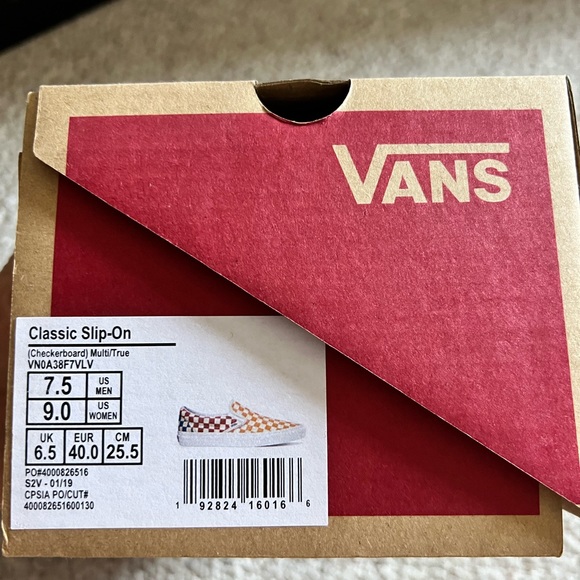 VANS
Classic Slip-On
(Checkerboard) Multi/True
VN0A38F7VLV
7.5 US MEN
9.0 US WOMEN
UK EUR CM
6.5 40.0 25.5
PO#4000826516
S2V - 01/19
CPSIA PO/CUT#
400082651600130
1 92824 16016 6